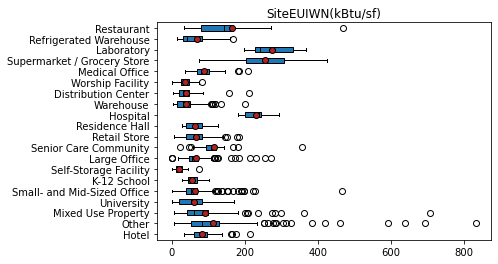 SiteEUIWN(kBtu/sf)
Restaurant
Refrigerated Warehouse
Laboratory
Supermarket / Grocery Store
Medical Office
Worship Facility
Distribution Center
Warehouse
Hospital
Residence Hall
Retail Store
Senior Care Community
Large Office
Self-Storage Facility
K-12 School
Small- and Mid-Sized Office
University
Mixed Use Property
Other
Hotel
0 200 400 600 800